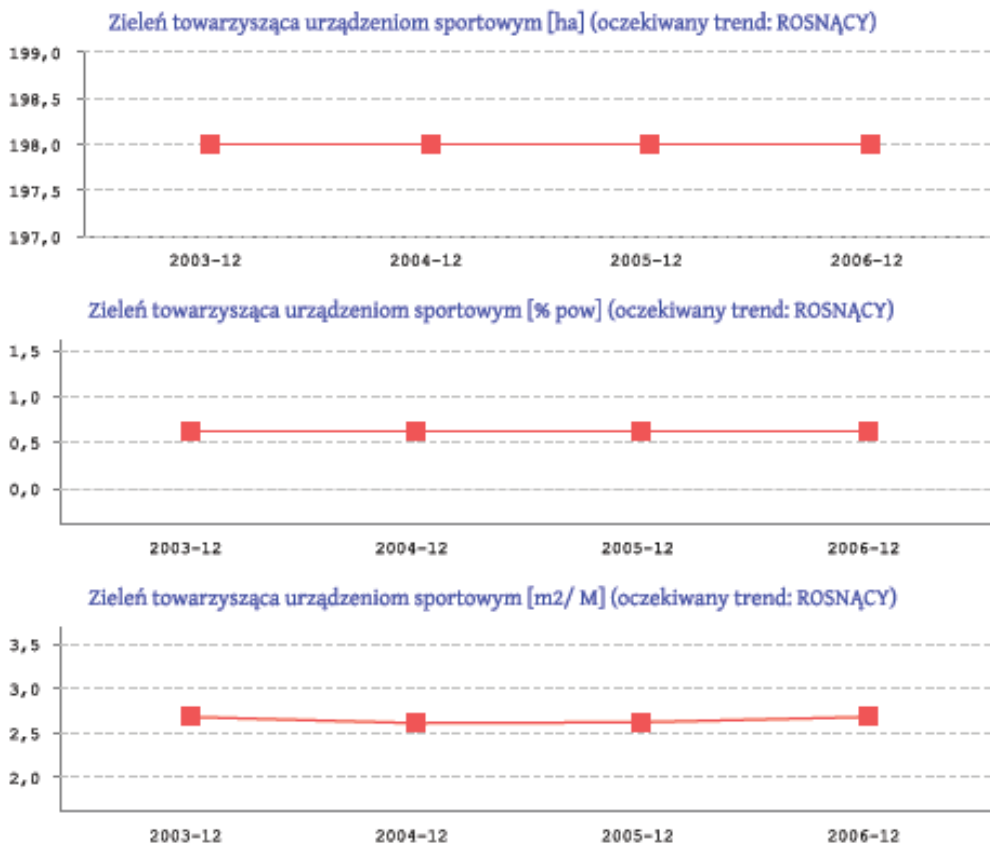 Zieleń towarzysząca urządzeniom sportowym [ha] (oczekiwany trend: ROSNĄCY)
199,0
198,5
198,0
197,5
197,0
2003-12 2004-12 2005-12 2006-12
Zieleń towarzysząca urządzeniom sportowym [% pow] (oczekiwany trend: ROSNĄCY)
1,5
1,0
0,5
0,0
2003-12 2004-12 2005-12 2006-12
Zieleń towarzysząca urządzeniom sportowym [m2/ M] (oczekiwany trend: ROSNĄCY)
3,5
3,0
2,5
2,0
2003-12 2004-12 2005-12 2006-12